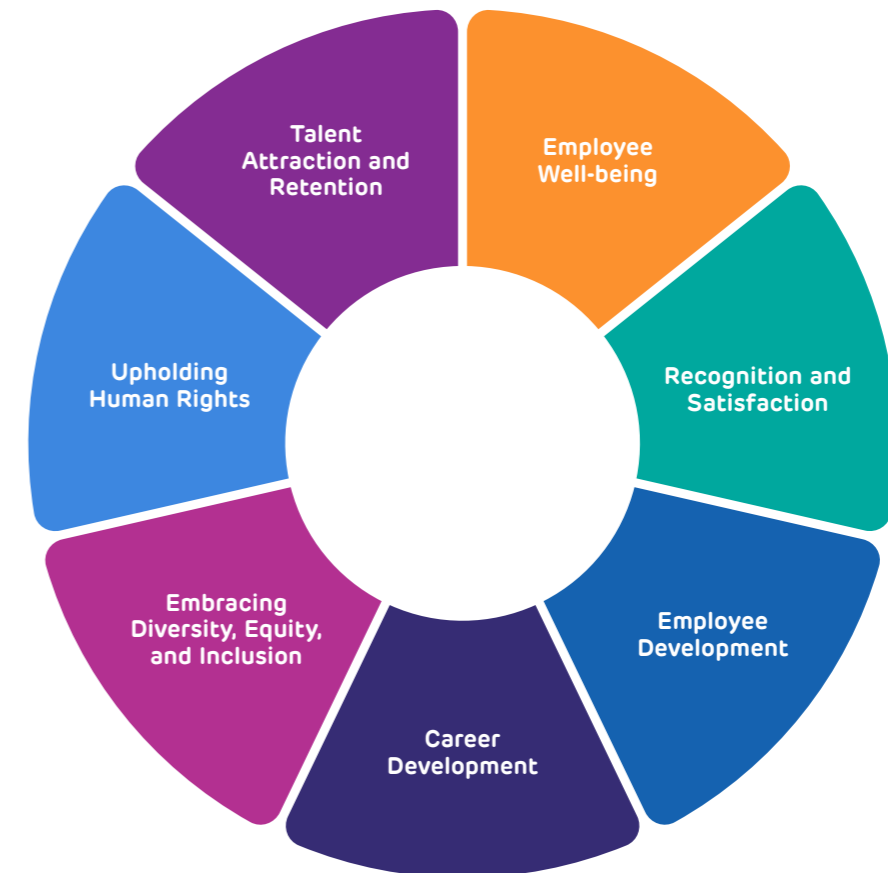 Talent
Attraction and
Retention
Employee
Well-being
Recognition and
Satisfaction
Employee
Development
Career
Development
Embracing
Diversity, Equity,
and Inclusion
Upholding
Human Rights